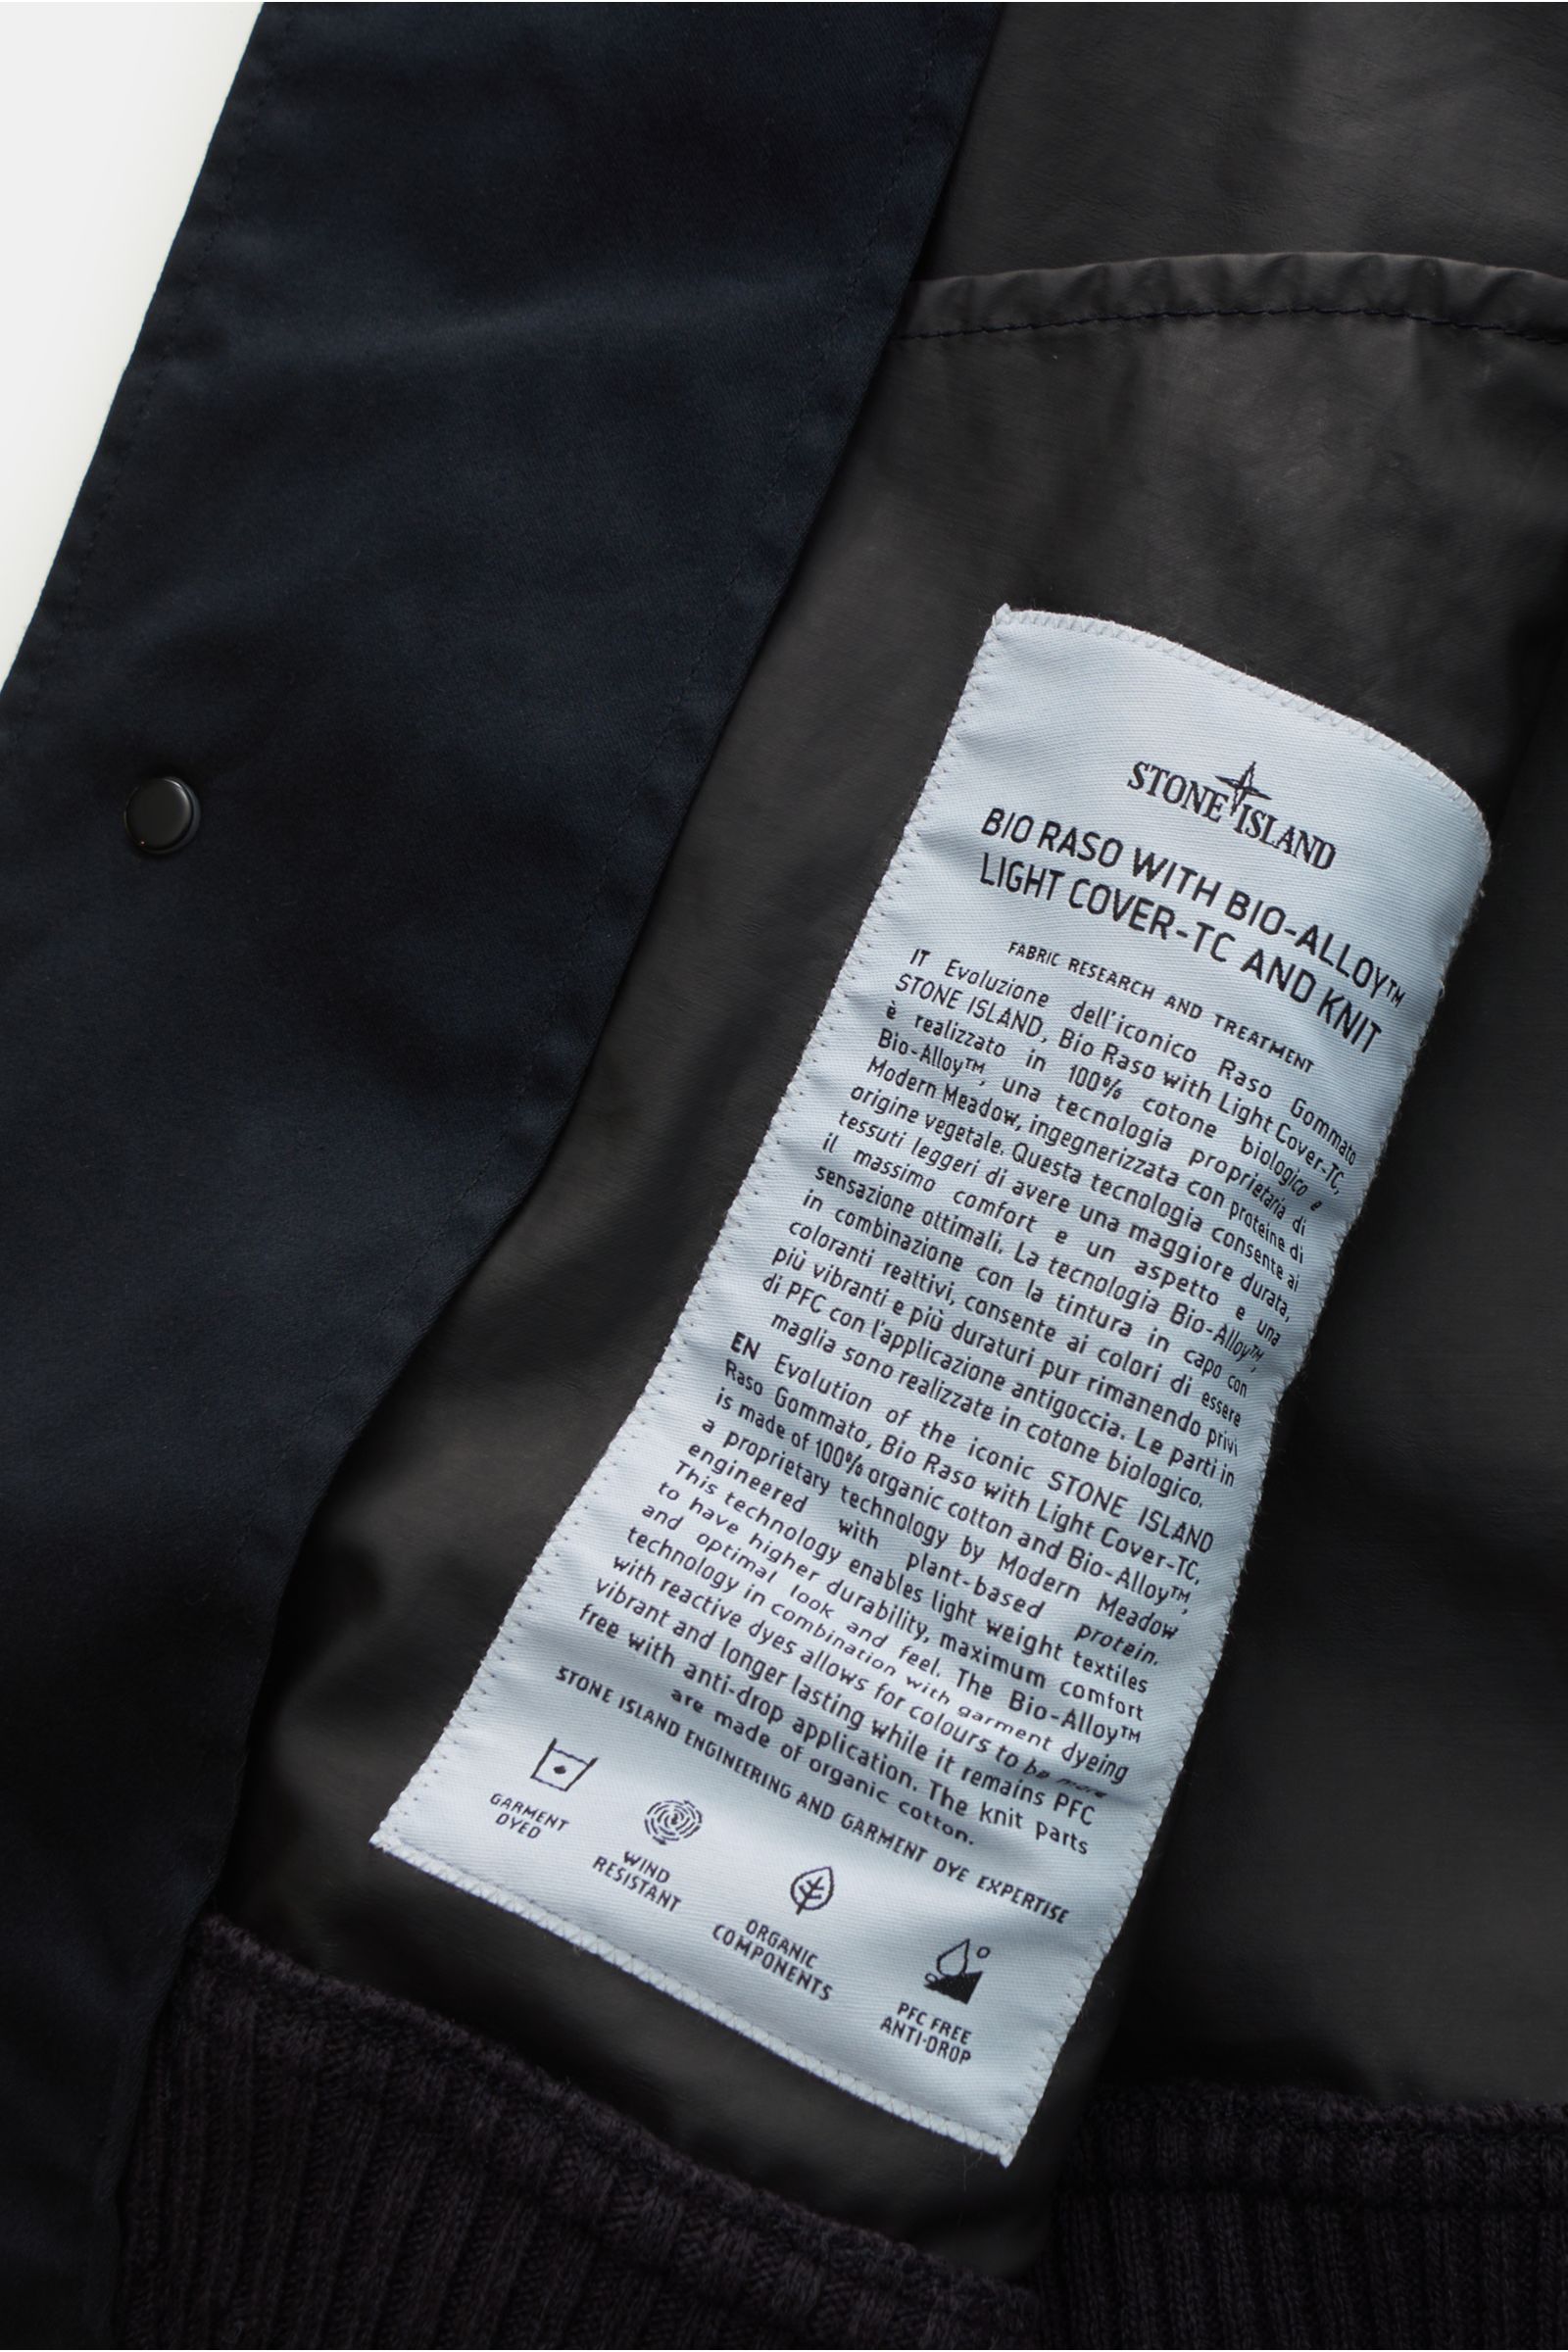 STONE ISLAND
BIO RASO WITH BIO-ALLOY™
LIGHT COVER-TC AND KNIT
FABRIC RESEARCH AND TREATMENT
IT Evoluzione dell'iconico Raso Gommato
STONE ISLAND, Bio Raso with Light Cover-TC,
è realizzato in 100% cotone biologico e
Bio-Alloy™, una tecnologia proprietaria di
Modern Meadow, ingegnerizzata con proteine di
origine vegetale. Questa tecnologia consente ai
tessuti leggeri di avere una maggiore durata,
il massimo comfort e un aspetto e una
sensazione ottimali. La tecnologia Bio-Alloy™,
in combinazione con la tintura in capo con
coloranti reattivi, consente ai colori di essere
più vibranti e più duraturi pur rimanendo privi
di PFC con l'applicazione antigoccia. Le parti in
maglia sono realizzate in cotone biologico.
EN Evolution of the iconic STONE ISLAND
Raso Gommato, Bio Raso with Light Cover-TC,
is made of 100% organic cotton and Bio-Alloy™,
a proprietary technology by Modern Meadow
engineered with plant-based protein.
This technology enables light weight textiles
to have higher durability, maximum comfort
and optimal look and feel. The Bio-Alloy™
technology in combination with garment dyeing
with reactive dyes allows for colours to be more
vibrant and longer lasting while it remains PFC
free with anti-drop application. The knit parts
are made of organic cotton.
STONE ISLAND ENGINEERING AND GARMENT DYE EXPERTISE
GARMENT
DYED
WIND
RESISTANT
ORGANIC
COMPONENTS
PFC FREE
ANTI-DROP